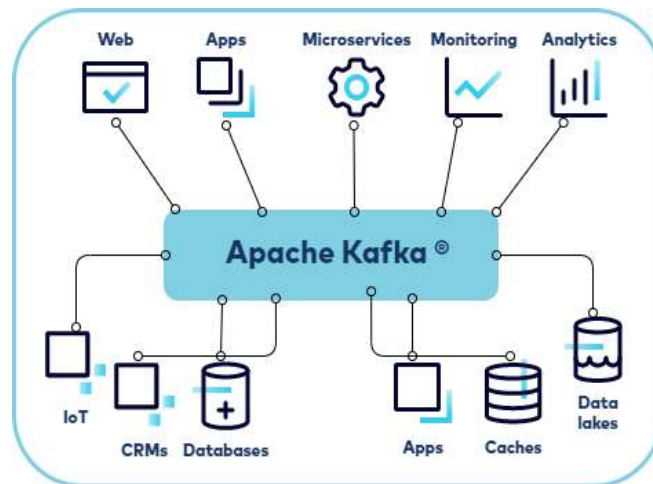 Web
Apps
Microservices
Monitoring
Analytics
Apache Kafka ®
IoT
CRMs
Databases
Apps
Caches
Data
lakes